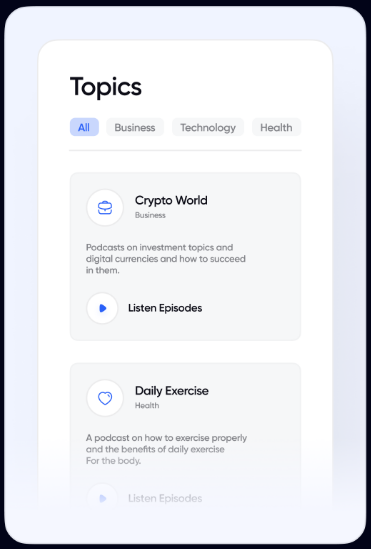 Topics
All Business Technology Health
Crypto World
Business
Podcasts on investment topics and
digital currencies and how to succeed
in them.
Listen Episodes
Daily Exercise
Health
A podcast on how to exercise properly
and the benefits of daily exercise
For the body.
Listen Episodes